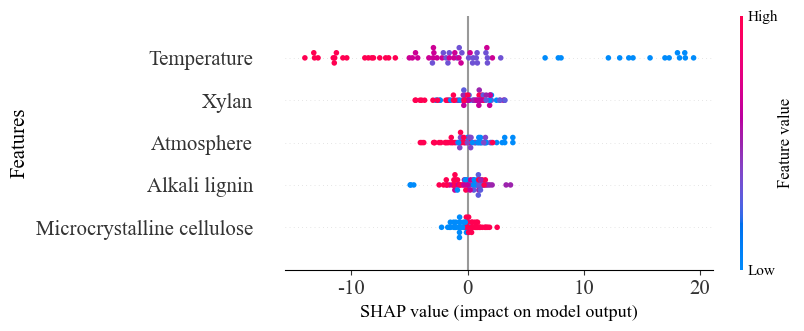 High
Temperature
Xylan
Atmosphere
Alkali lignin
Microcrystalline cellulose
Features
Feature value
Low
-10
0
10
20
SHAP value (impact on model output)